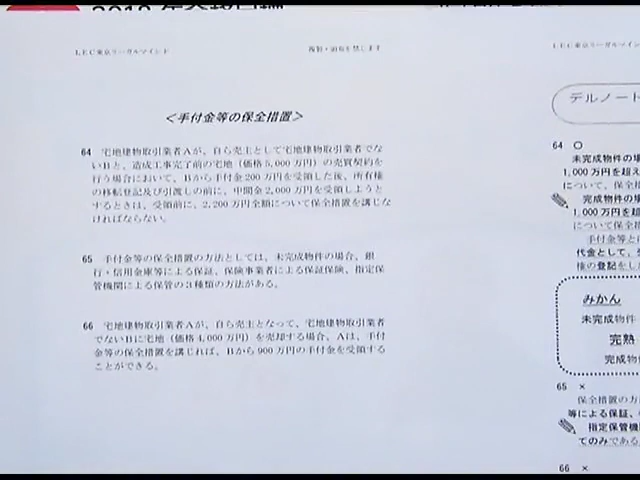 LEC東京リーガルマインド
複製・頒布を禁じます
＜手付金等の保全措置＞
64 宅地建物取引業者Aが、自ら売主として宅地建物取引業者でな
いBと、造成工事完了前の宅地（価格5,000万円）の売買契約を
行う場合において、Bから手付金200万円を受領した後、所有権
の移転登記及び引渡しの前に、中間金2,000万円を受領しようと
するときは、受領前に、2,200万円全額について保全措置を講じな
ければならない。
65 手付金等の保全措置の方法としては、未完成物件の場合、銀
行・信用金庫等による保証、保険事業者による保証保険、指定保
管機関による保管の3種類の方法がある。
66 宅地建物取引業者Aが、自ら売主となって、宅地建物取引業者
でないBに宅地（価格4,000万円）を売却する場合、Aは、手付
金等の保全措置を講じれば、Bから900万円の手付金を受領する
ことができる。
LEC東京リーガルマイン
デルノート
64 ○
未完成物件の場
1,000万円を超え
について、保全
完成物件の場
1,000万円を超
について保全
手付金等と
代金として、
権の登記をし
みかん
未完成物件
完熟
完成物件
65 ×
保全措置の方
等による保証、
指定保管機
てのみである
66 ×